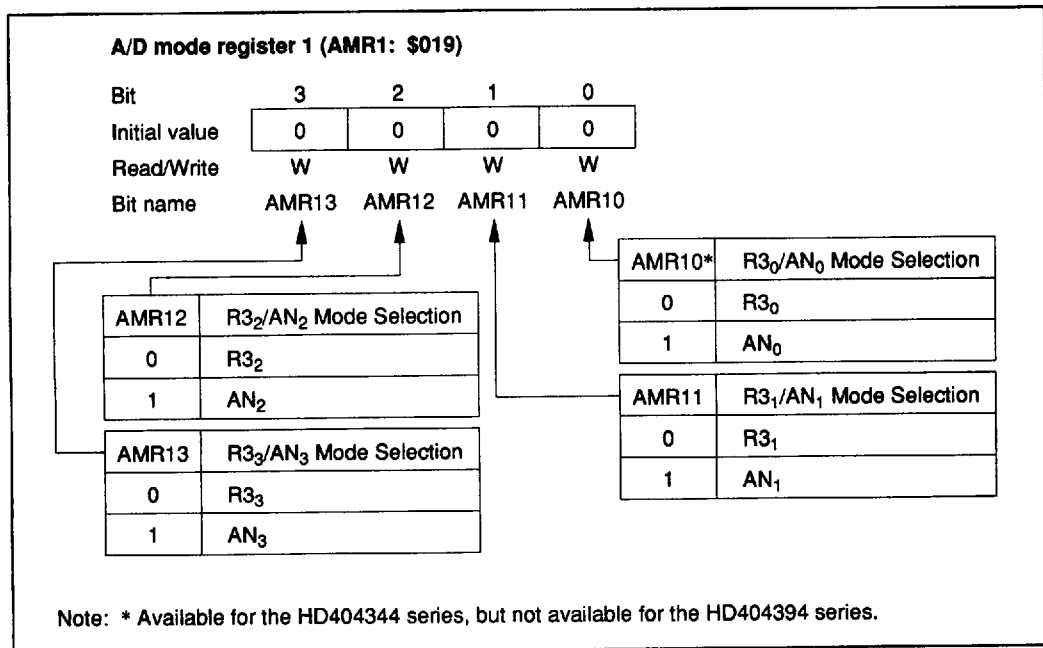 A/D mode register 1 (AMR1: $019)
Bit 3 2 1 0
Initial value 0 0 0 0
Read/Write W W W W
Bit name AMR13 AMR12 AMR11 AMR10
AMR10* R3₀/AN₀ Mode Selection
0 R3₀
1 AN₀
AMR12 R3₂/AN₂ Mode Selection
0 R3₂
1 AN₂
AMR11 R3₁/AN₁ Mode Selection
0 R3₁
1 AN₁
AMR13 R3₃/AN₃ Mode Selection
0 R3₃
1 AN₃
Note: * Available for the HD404344 series, but not available for the HD404394 series.